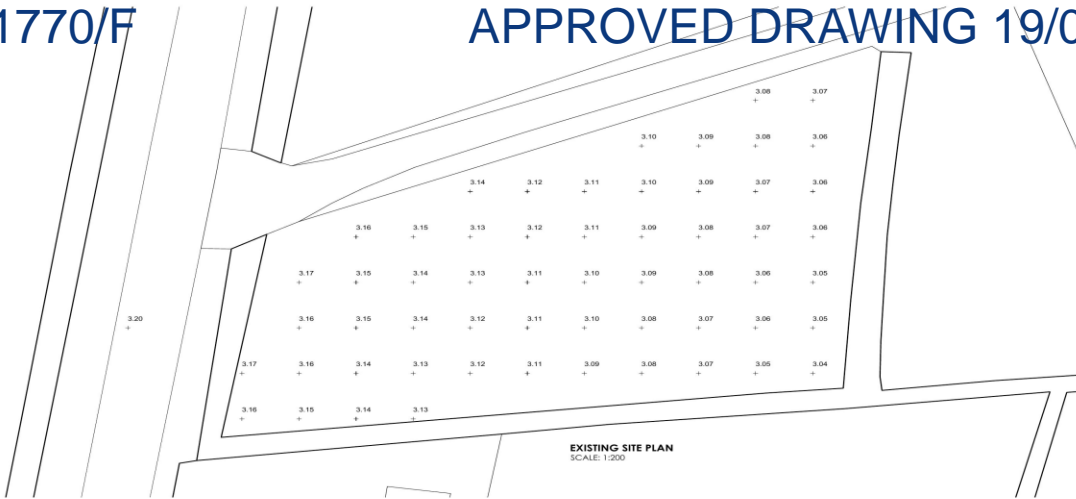 1770/F APPROVED DRAWING 19/0
3.08 3.07
3.10 3.09 3.08 3.06
3.14 3.12 3.11 3.10 3.09 3.07 3.06
3.16 3.15 3.13 3.12 3.11 3.09 3.08 3.07 3.06
3.17 3.15 3.14 3.13 3.11 3.10 3.09 3.08 3.06 3.05
3.20 3.16 3.15 3.14 3.12 3.11 3.10 3.08 3.07 3.06 3.05
3.17 3.16 3.14 3.13 3.12 3.11 3.09 3.08 3.07 3.05 3.04
3.16 3.15 3.14 3.13
EXISTING SITE PLAN
SCALE: 1:200